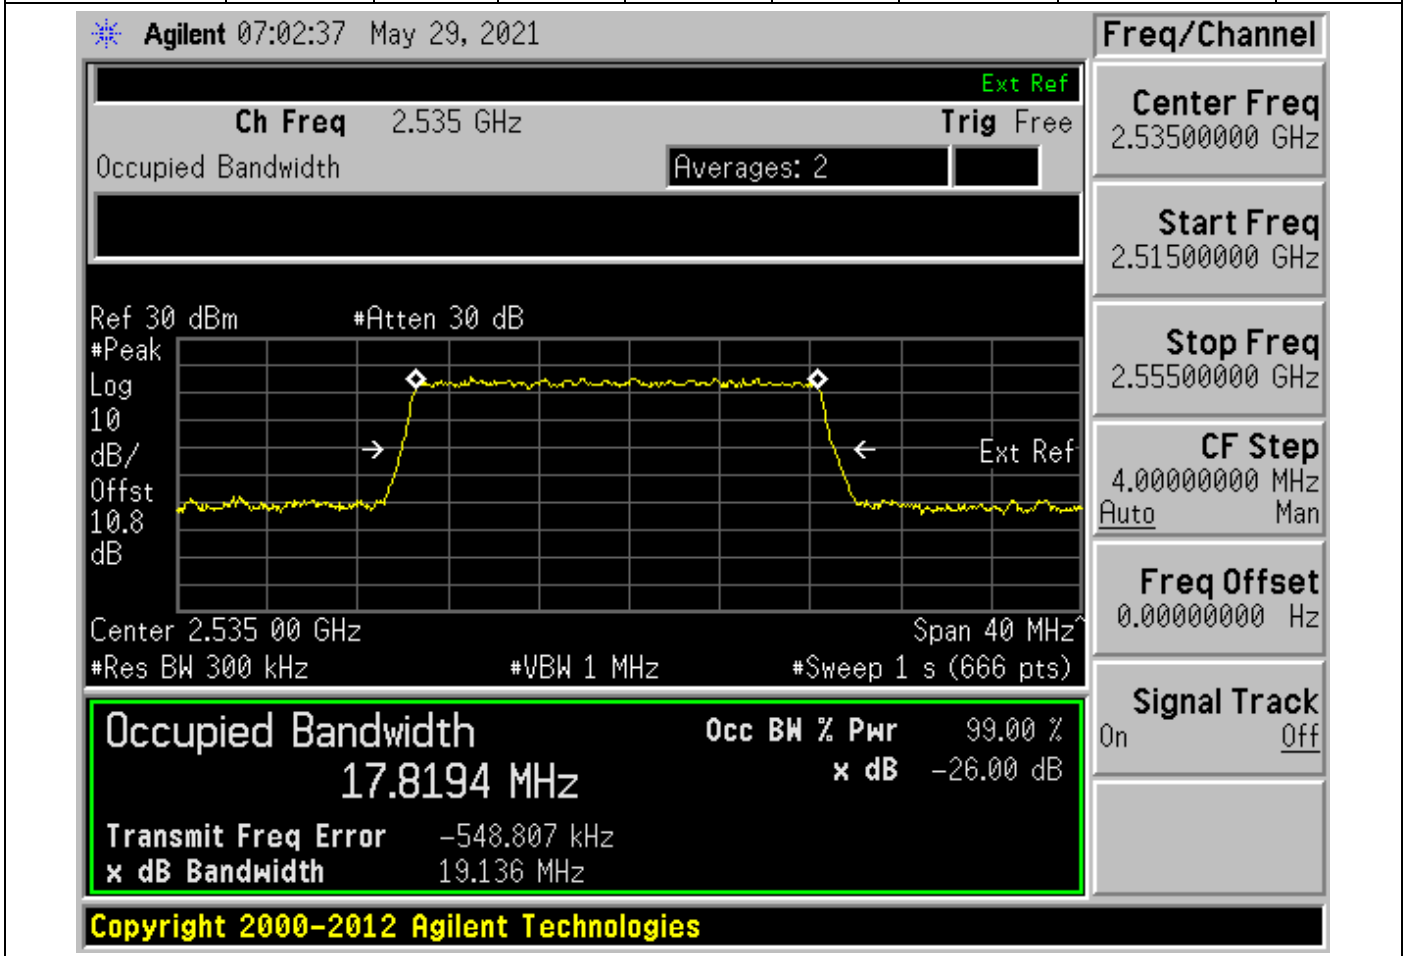 Agilent 07:02:37 May 29, 2021
Ext Ref
Ch Freq 2.535 GHz Trig Free
Occupied Bandwidth Averages: 2
Ref 30 dBm #Atten 30 dB
#Peak
Log
10
dB/
Offst
10.8
dB
Ext Ref
Center 2.535 00 GHz Span 40 MHz^
#Res BW 300 kHz #VBW 1 MHz #Sweep 1 s (666 pts)
Occupied Bandwidth Occ BW % Pwr 99.00 %
17.8194 MHz x dB -26.00 dB
Transmit Freq Error -548.807 kHz
x dB Bandwidth 19.136 MHz
Copyright 2000-2012 Agilent Technologies
Freq/Channel
Center Freq
2.53500000 GHz
Start Freq
2.51500000 GHz
Stop Freq
2.55500000 GHz
CF Step
4.00000000 MHz
Auto Man
Freq Offset
0.00000000 Hz
Signal Track
On Off